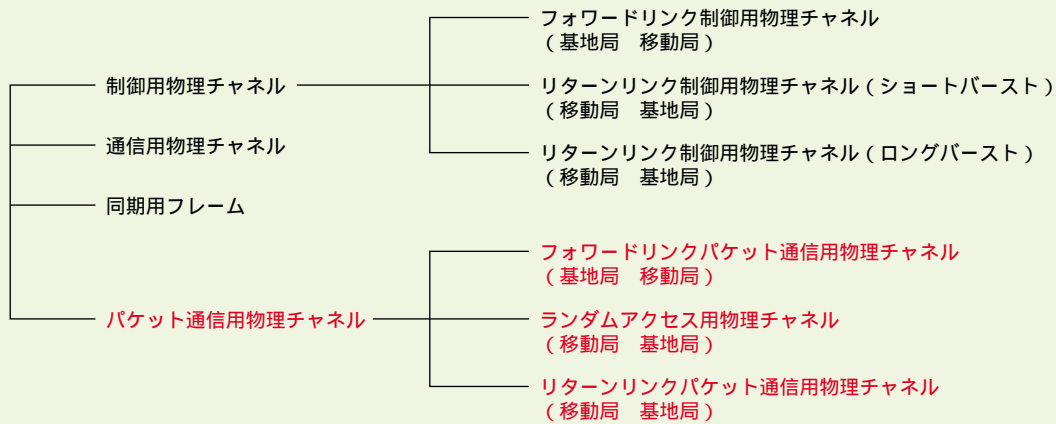 制御用物理チャネル
フォワードリンク制御用物理チャネル
（基地局　移動局）
リターンリンク制御用物理チャネル（ショートバースト）
（移動局　基地局）
リターンリンク制御用物理チャネル（ロングバースト）
（移動局　基地局）
通信用物理チャネル
同期用フレーム
パケット通信用物理チャネル
フォワードリンクパケット通信用物理チャネル
（基地局　移動局）
ランダムアクセス用物理チャネル
（移動局　基地局）
リターンリンクパケット通信用物理チャネル
（移動局　基地局）